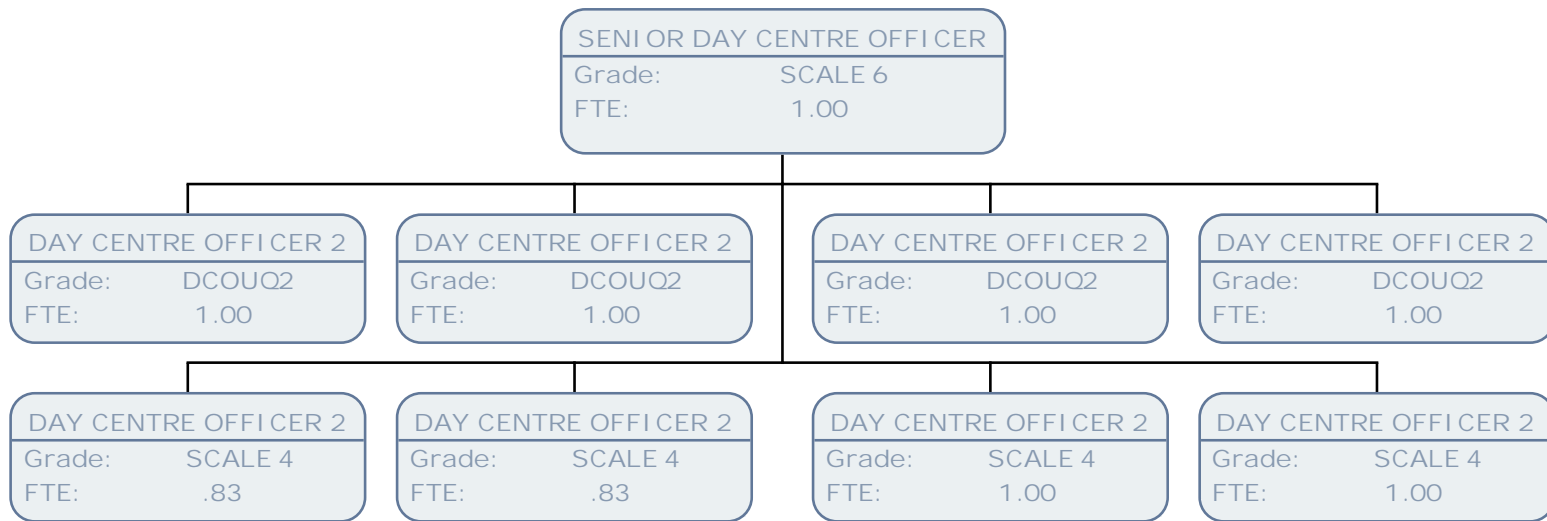 SENIOR DAY CENTRE OFFICER
Grade: SCALE 6
FTE: 1.00
DAY CENTRE OFFICER 2
Grade: DCOUQ2
FTE: 1.00
DAY CENTRE OFFICER 2
Grade: DCOUQ2
FTE: 1.00
DAY CENTRE OFFICER 2
Grade: DCOUQ2
FTE: 1.00
DAY CENTRE OFFICER 2
Grade: DCOUQ2
FTE: 1.00
DAY CENTRE OFFICER 2
Grade: SCALE 4
FTE: .83
DAY CENTRE OFFICER 2
Grade: SCALE 4
FTE: .83
DAY CENTRE OFFICER 2
Grade: SCALE 4
FTE: 1.00
DAY CENTRE OFFICER 2
Grade: SCALE 4
FTE: 1.00